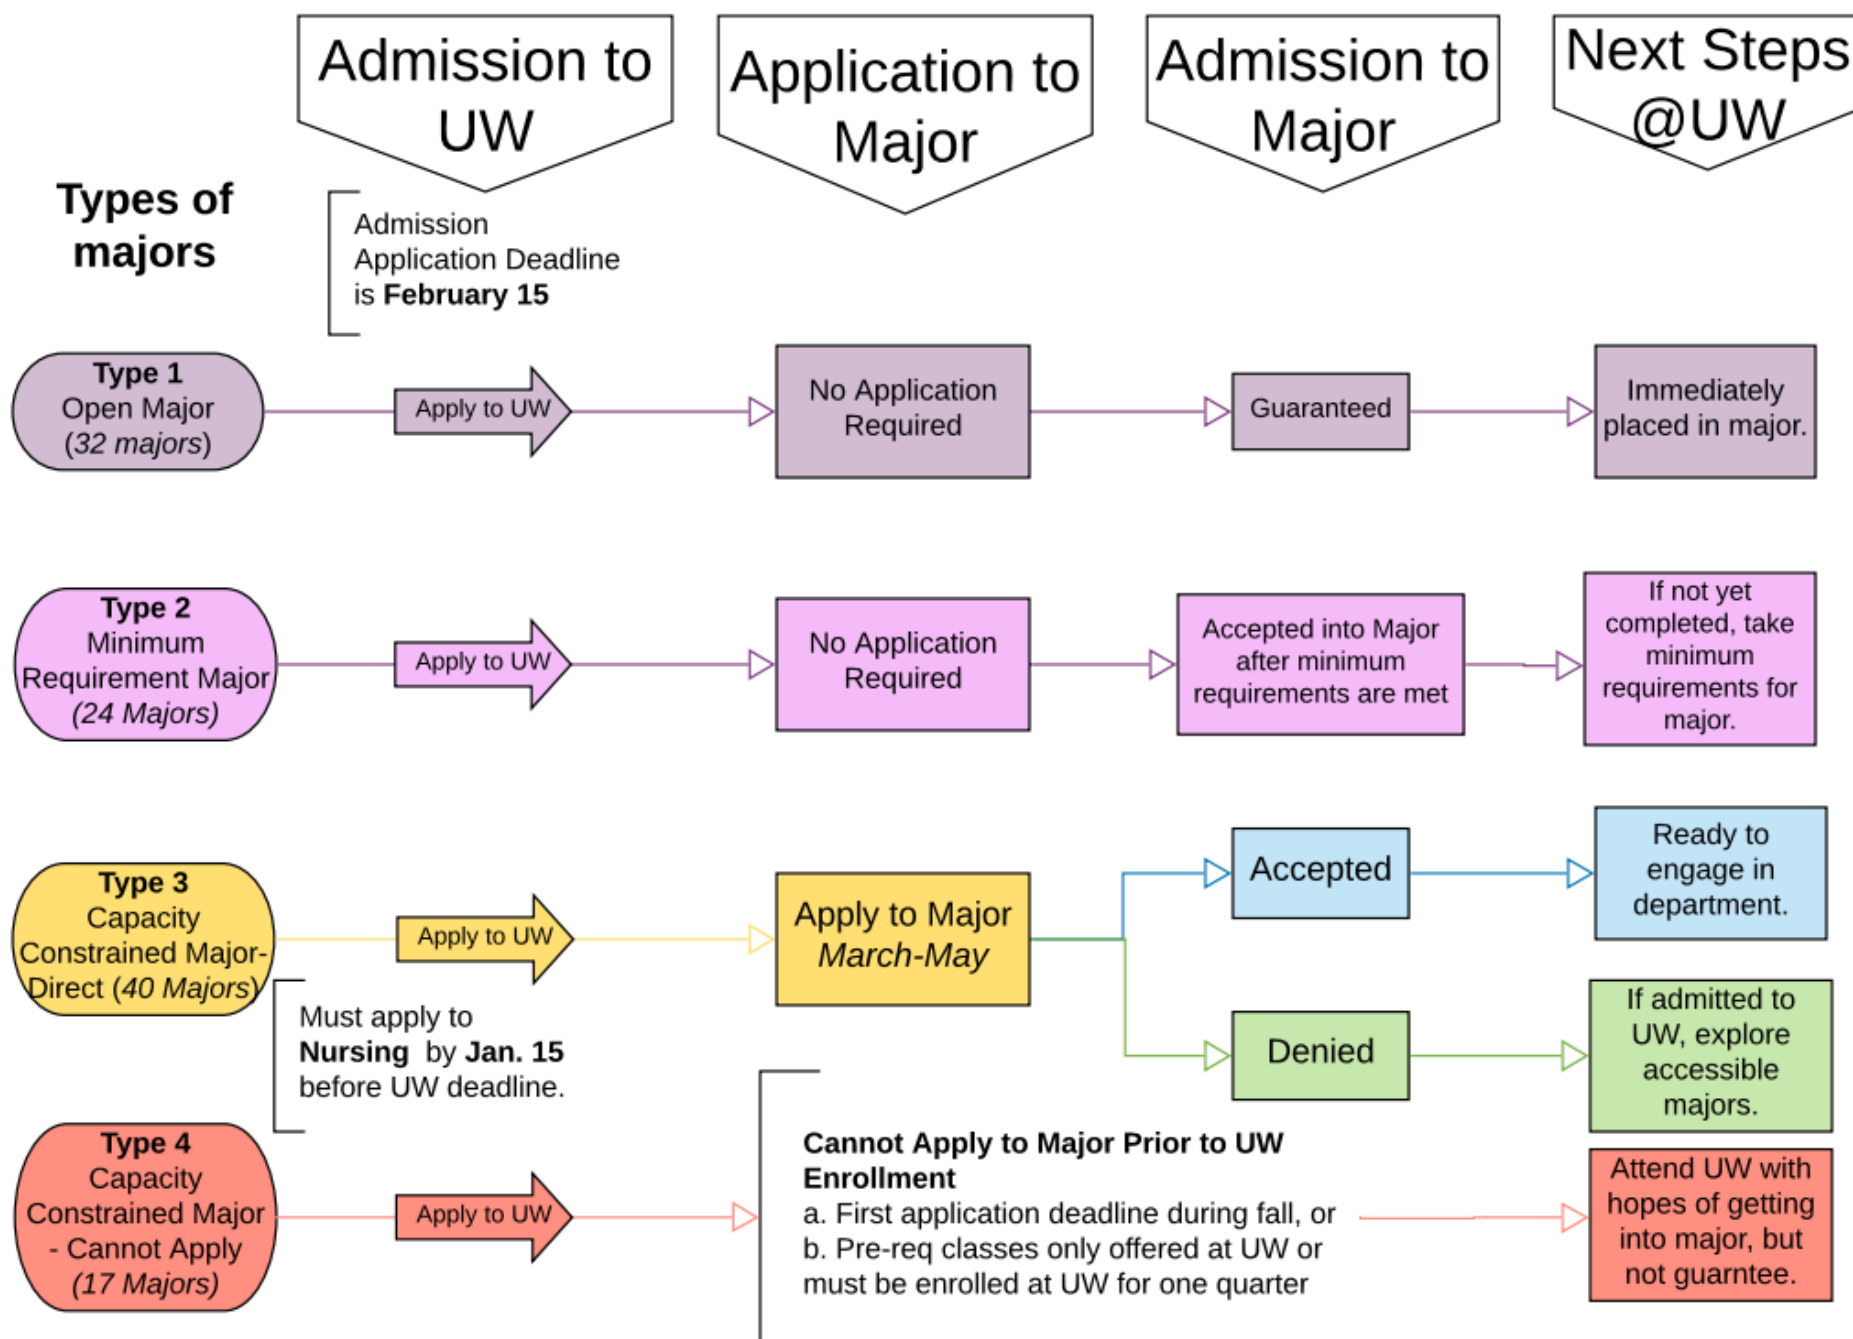 Admission to
UW
Application to
Major
Admission to
Major
Next Steps
@UW
Types of
majors
Admission
Application Deadline
is February 15
Type 1
Open Major
(32 majors)
Apply to UW
No Application
Required
Guaranteed
Immediately
placed in major.
Type 2
Minimum
Requirement Major
(24 Majors)
Apply to UW
No Application
Required
Accepted into Major
after minimum
requirements are met
If not yet
completed, take
minimum
requirements for
major.
Type 3
Capacity
Constrained Major-
Direct (40 Majors)
Apply to UW
Apply to Major
March-May
Accepted
Ready to
engage in
department.
Denied
If admitted to
UW, explore
accessible
majors.
Must apply to
Nursing by Jan. 15
before UW deadline.
Type 4
Capacity
Constrained Major
- Cannot Apply
(17 Majors)
Apply to UW
Cannot Apply to Major Prior to UW
Enrollment
a. First application deadline during fall, or
b. Pre-req classes only offered at UW or
must be enrolled at UW for one quarter
Attend UW with
hopes of getting
into major, but
not guarntee.